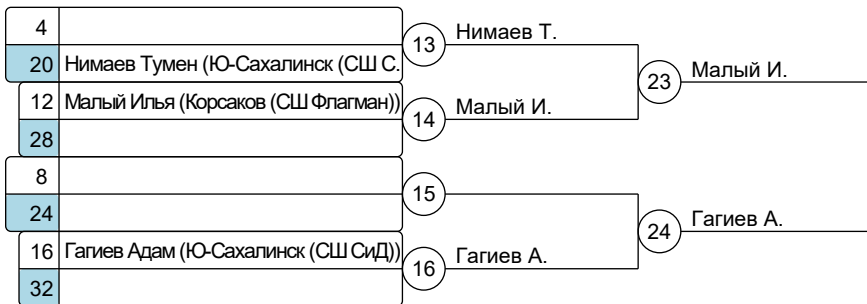 4
13 Нимаев Т.
20 Нимаев Тумен (Ю-Сахалинск (СШ С.
23 Малый И.
12 Малый Илья (Корсаков (СШ Флагман))
14 Малый И.
28
8
15
24
24 Гагиев А.
16 Гагиев Адам (Ю-Сахалинск (СШ СиД))
16 Гагиев А.
32